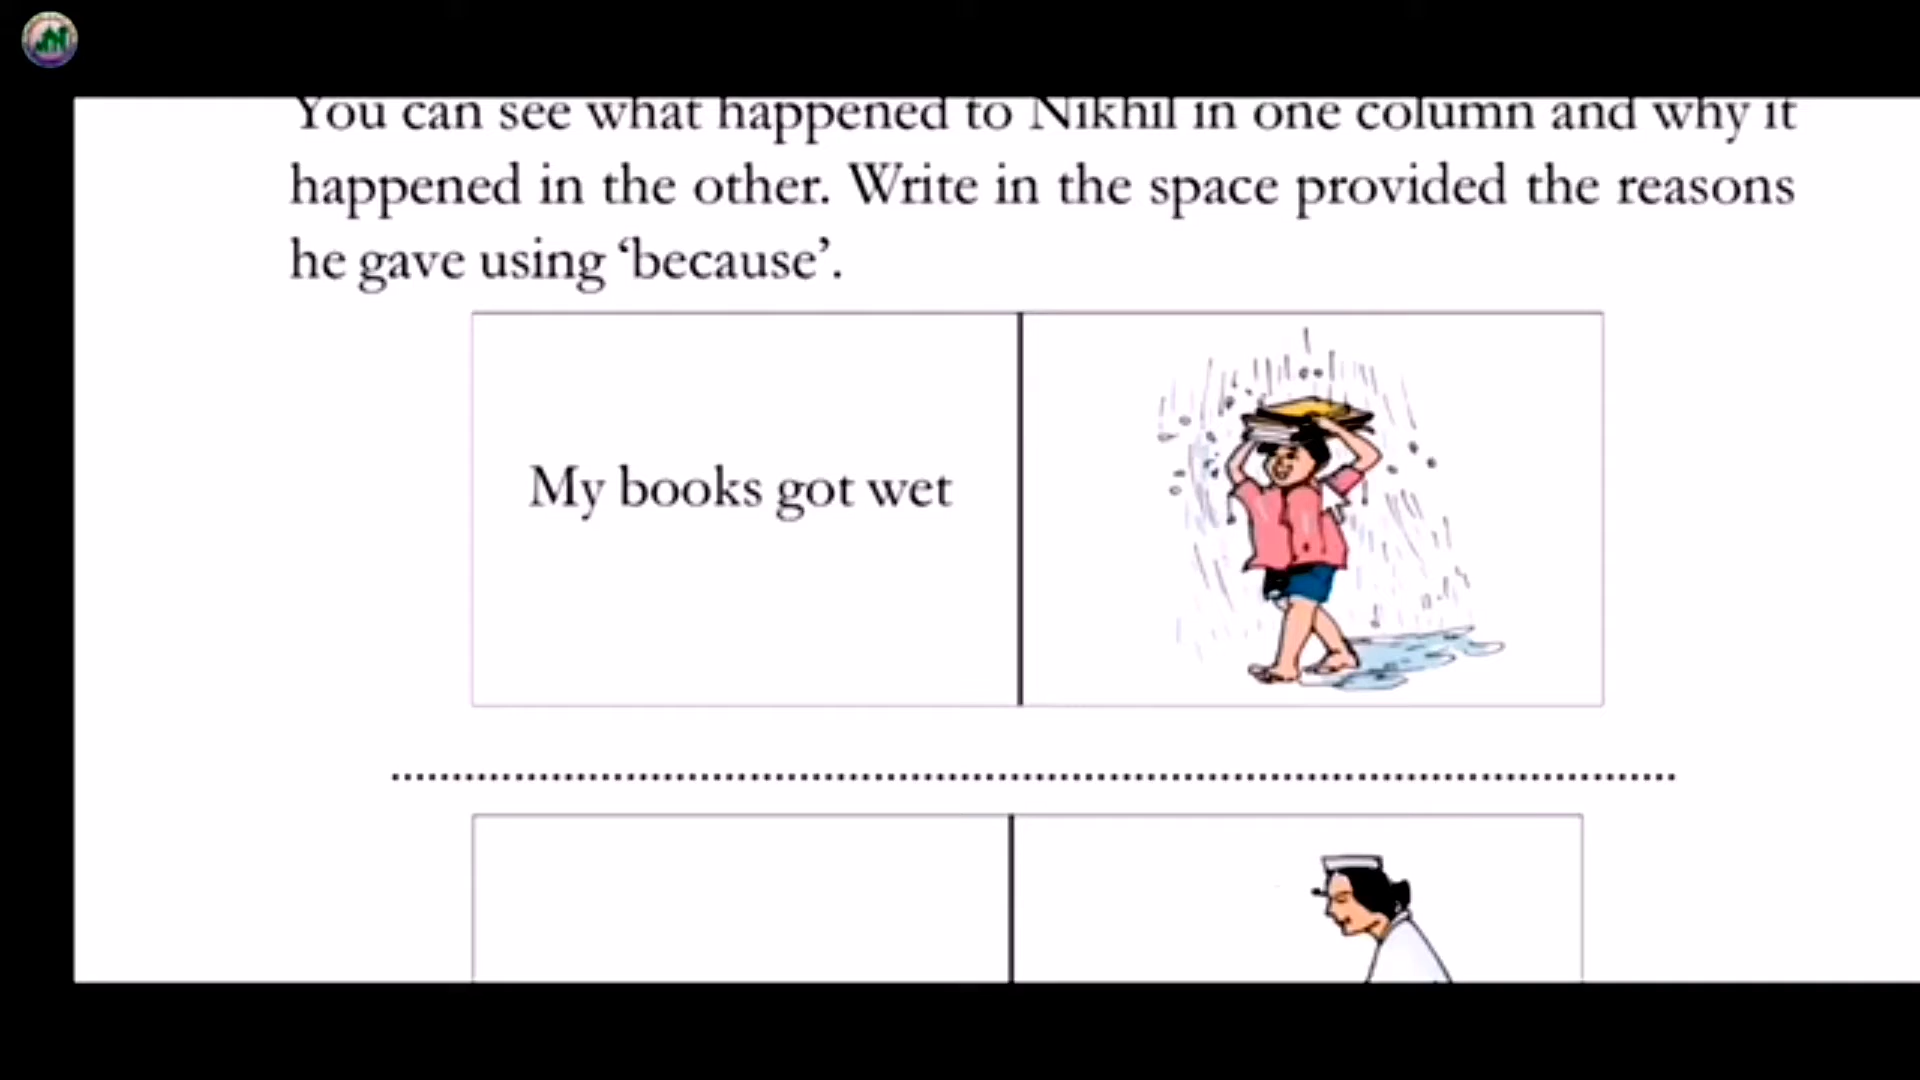 You can see what happened to Nikhil in one column and why it
happened in the other. Write in the space provided the reasons
he gave using ‘because’.
My books got wet